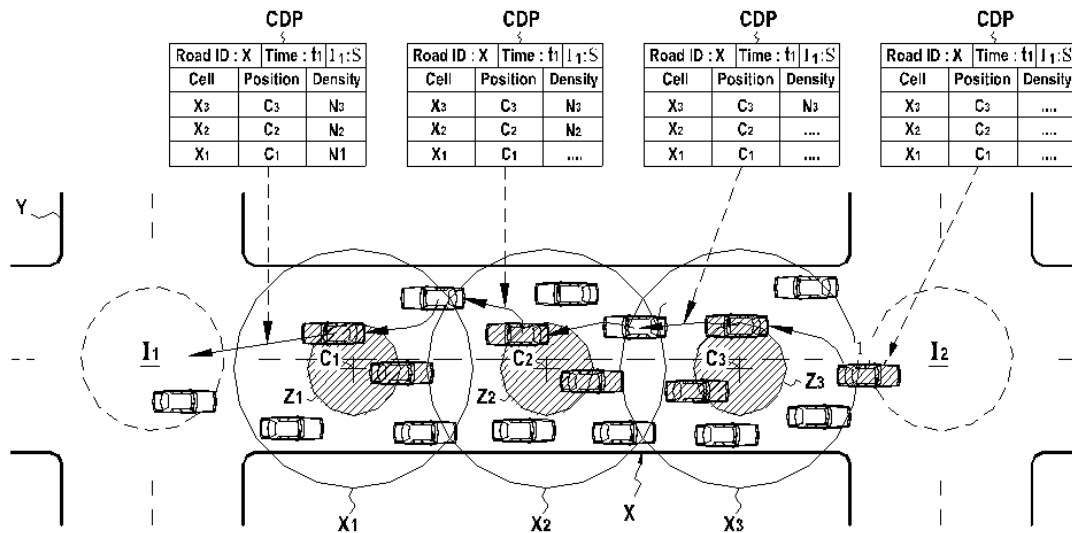 CDP CDP CDP CDP
Road ID : X Time : t1 I1:S Road ID : X Time : t1 I1:S Road ID : X Time : t1 I1:S Road ID : X Time : t1 I1:S
Cell Position Density Cell Position Density Cell Position Density Cell Position Density
X3 C3 N3 X3 C3 N3 X3 C3 N3 X3 C3 ....
X2 C2 N2 X2 C2 N2 X2 C2 .... X2 C2 ....
X1 C1 N1 X1 C1 .... X1 C1 .... X1 C1 ....
Y
I1 C1 C2 C3 1 I2
Z1 Z2 Z3
X1 X2 X X3